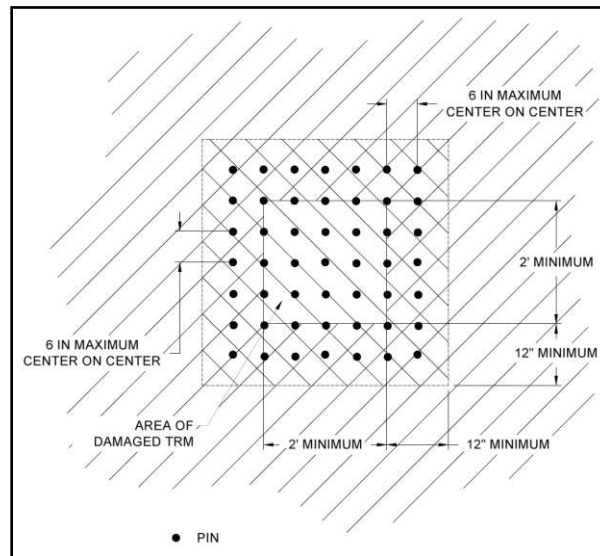 6 IN MAXIMUM
CENTER ON CENTER
2' MINIMUM
6 IN MAXIMUM
CENTER ON CENTER
12" MINIMUM
AREA OF
DAMAGED TRM
2' MINIMUM
12" MINIMUM
PIN